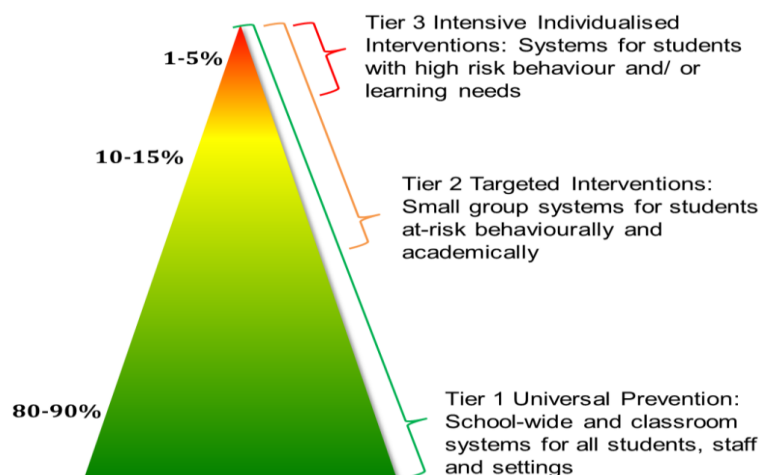 Tier 3 Intensive Individualised
Interventions: Systems for students
with high risk behaviour and/ or
learning needs
1-5%
10-15%
Tier 2 Targeted Interventions:
Small group systems for students
at-risk behaviourally and
academically
80-90%
Tier 1 Universal Prevention:
School-wide and classroom
systems for all students, staff
and settings